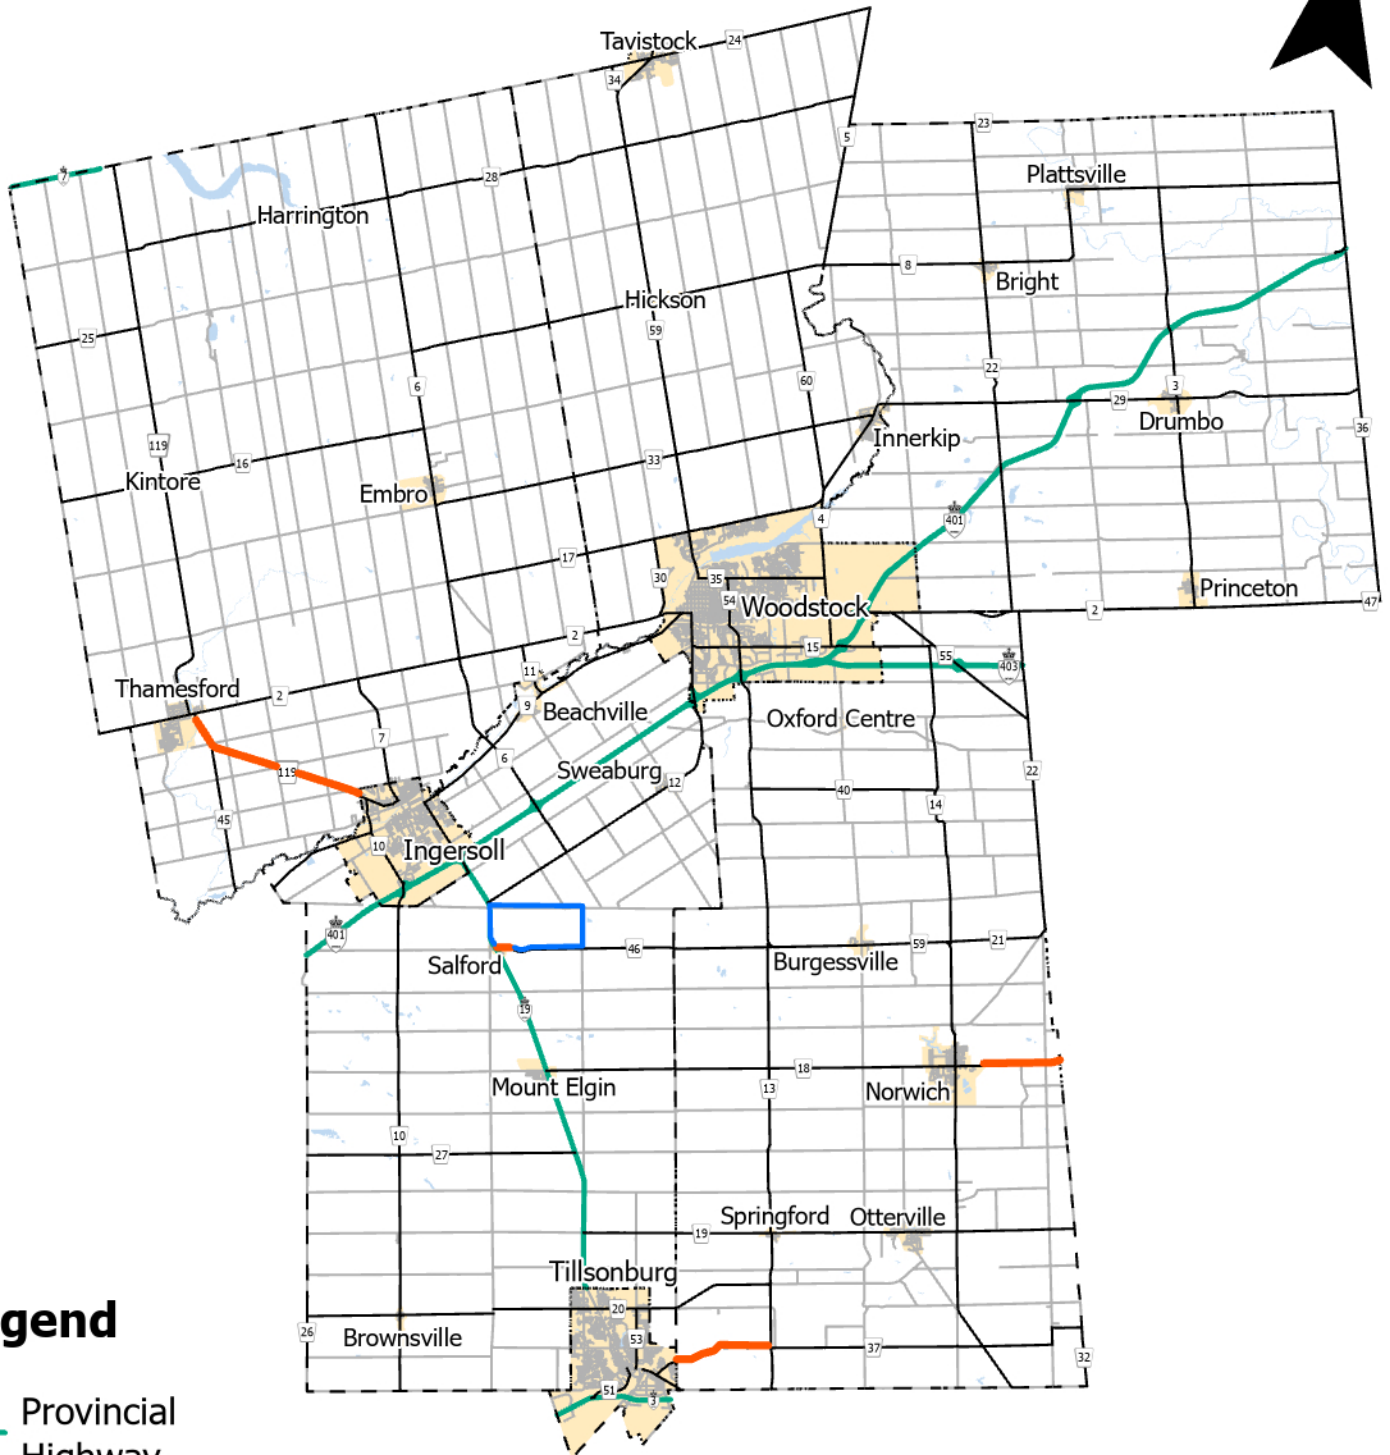 Tavistock
24
34
5
23
7
Plattsville
28
Harrington
8
Bright
Hickson
59
25
22
60
6
3
29
Drumbo
36
119
Innerkip
33
16
Kintore
Embro
4
401
17
30
35
54
Woodstock
Princeton
47
2
2
15
55
403
11
Thamesford
2
9
Beachville
Oxford Centre
7
6
119
Sweaburg
12
22
40
14
45
10
Ingersoll
401
46
59
21
Salford
Burgessville
19
18
Mount Elgin
13
Norwich
10
27
Springford
Otterville
19
Tillsonburg
20
26
Brownsville
53
37
32
51
3
gend
Provincial
Highway